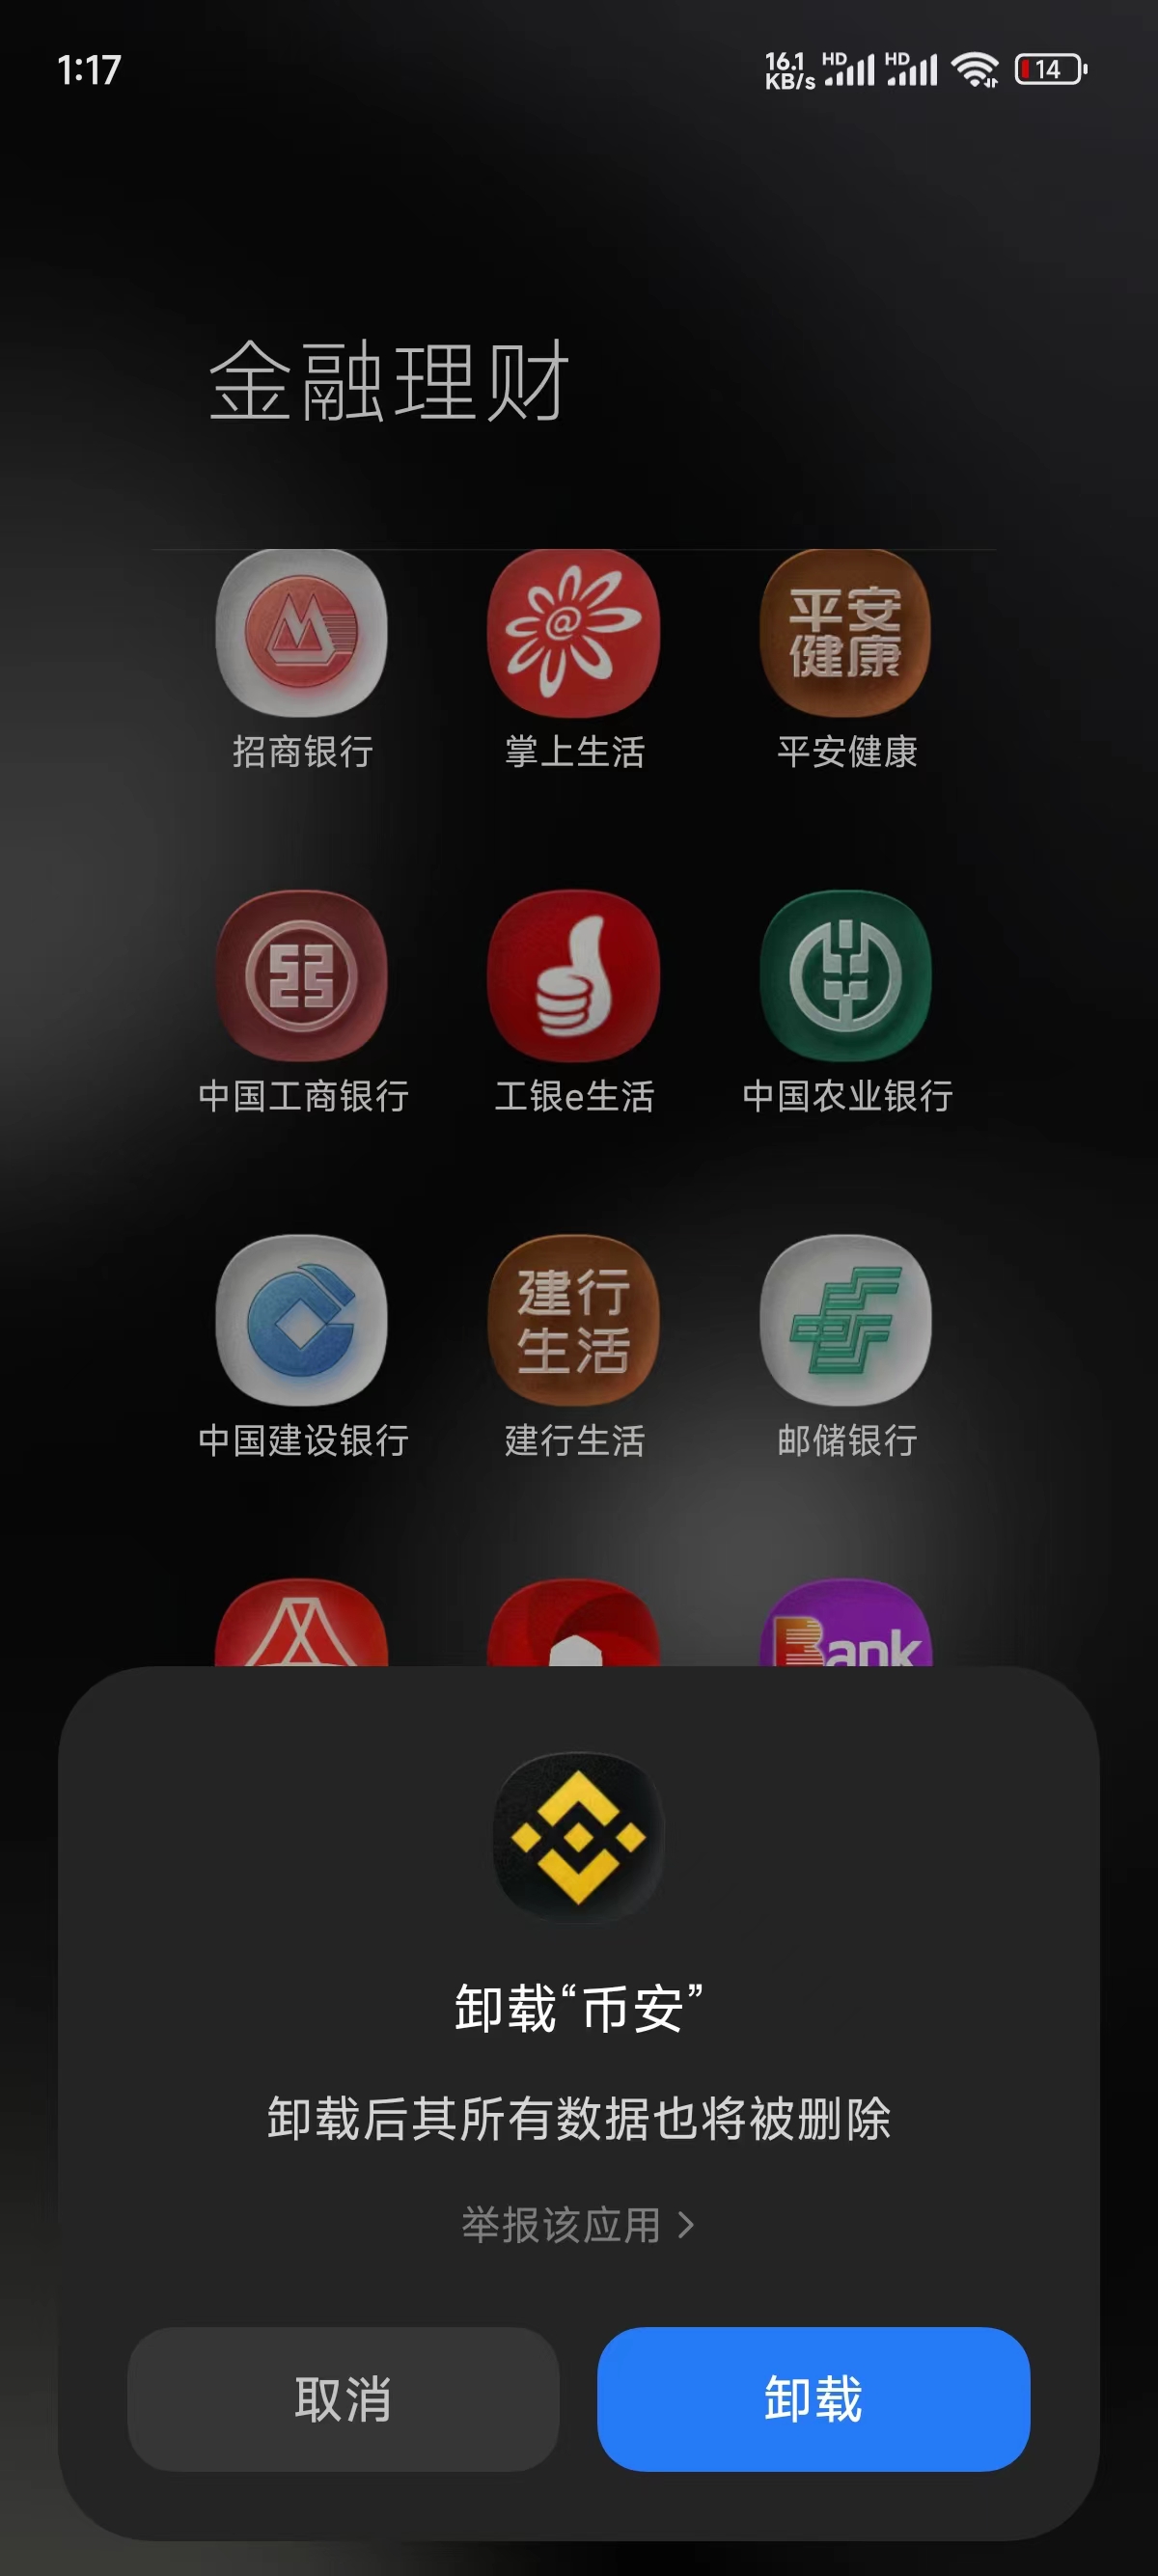 1:17
16.1 KB/s HD HD 14
金融理财
平安健康
招商银行 掌上生活 平安健康
中国工商银行 工银e生活 中国农业银行
建行生活
中国建设银行 建行生活 邮储银行
Bank
卸载“币安”
卸载后其所有数据也将被删除
举报该应用 >
取消 卸载